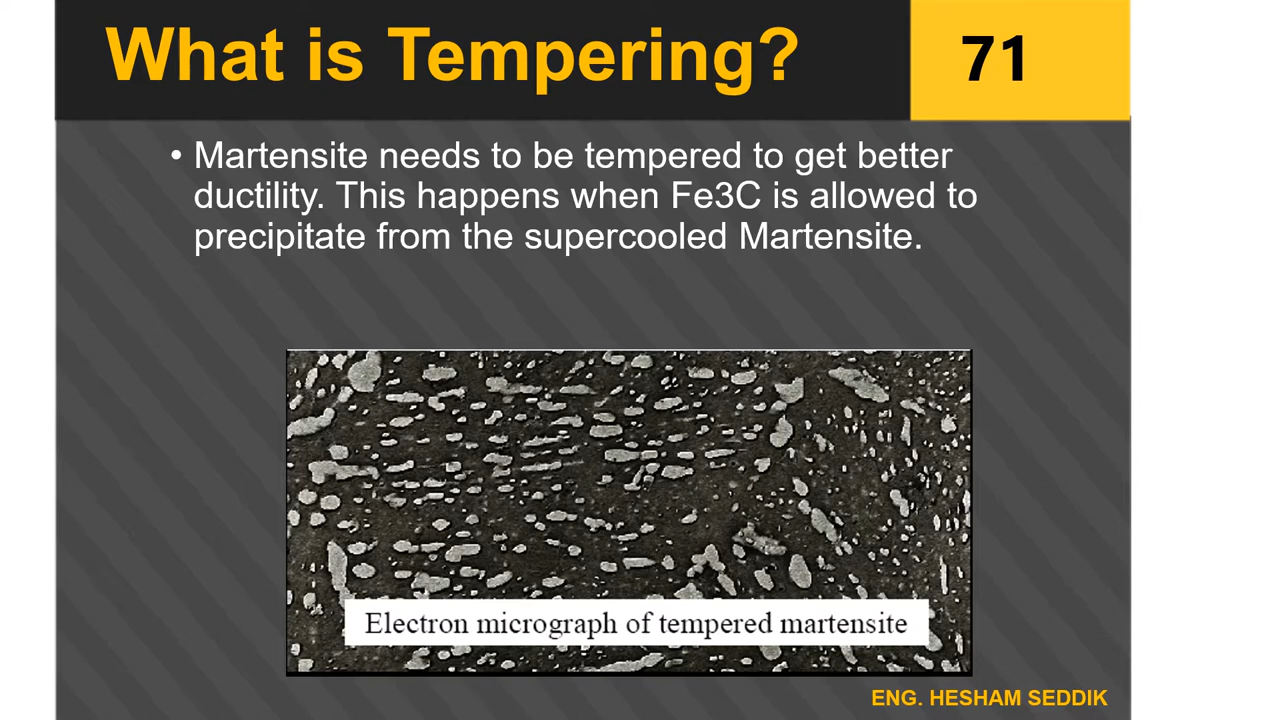 What is Tempering?
71
• Martensite needs to be tempered to get better
ductility. This happens when Fe3C is allowed to
precipitate from the supercooled Martensite.
Electron micrograph of tempered martensite
ENG. HESHAM SEDDIK